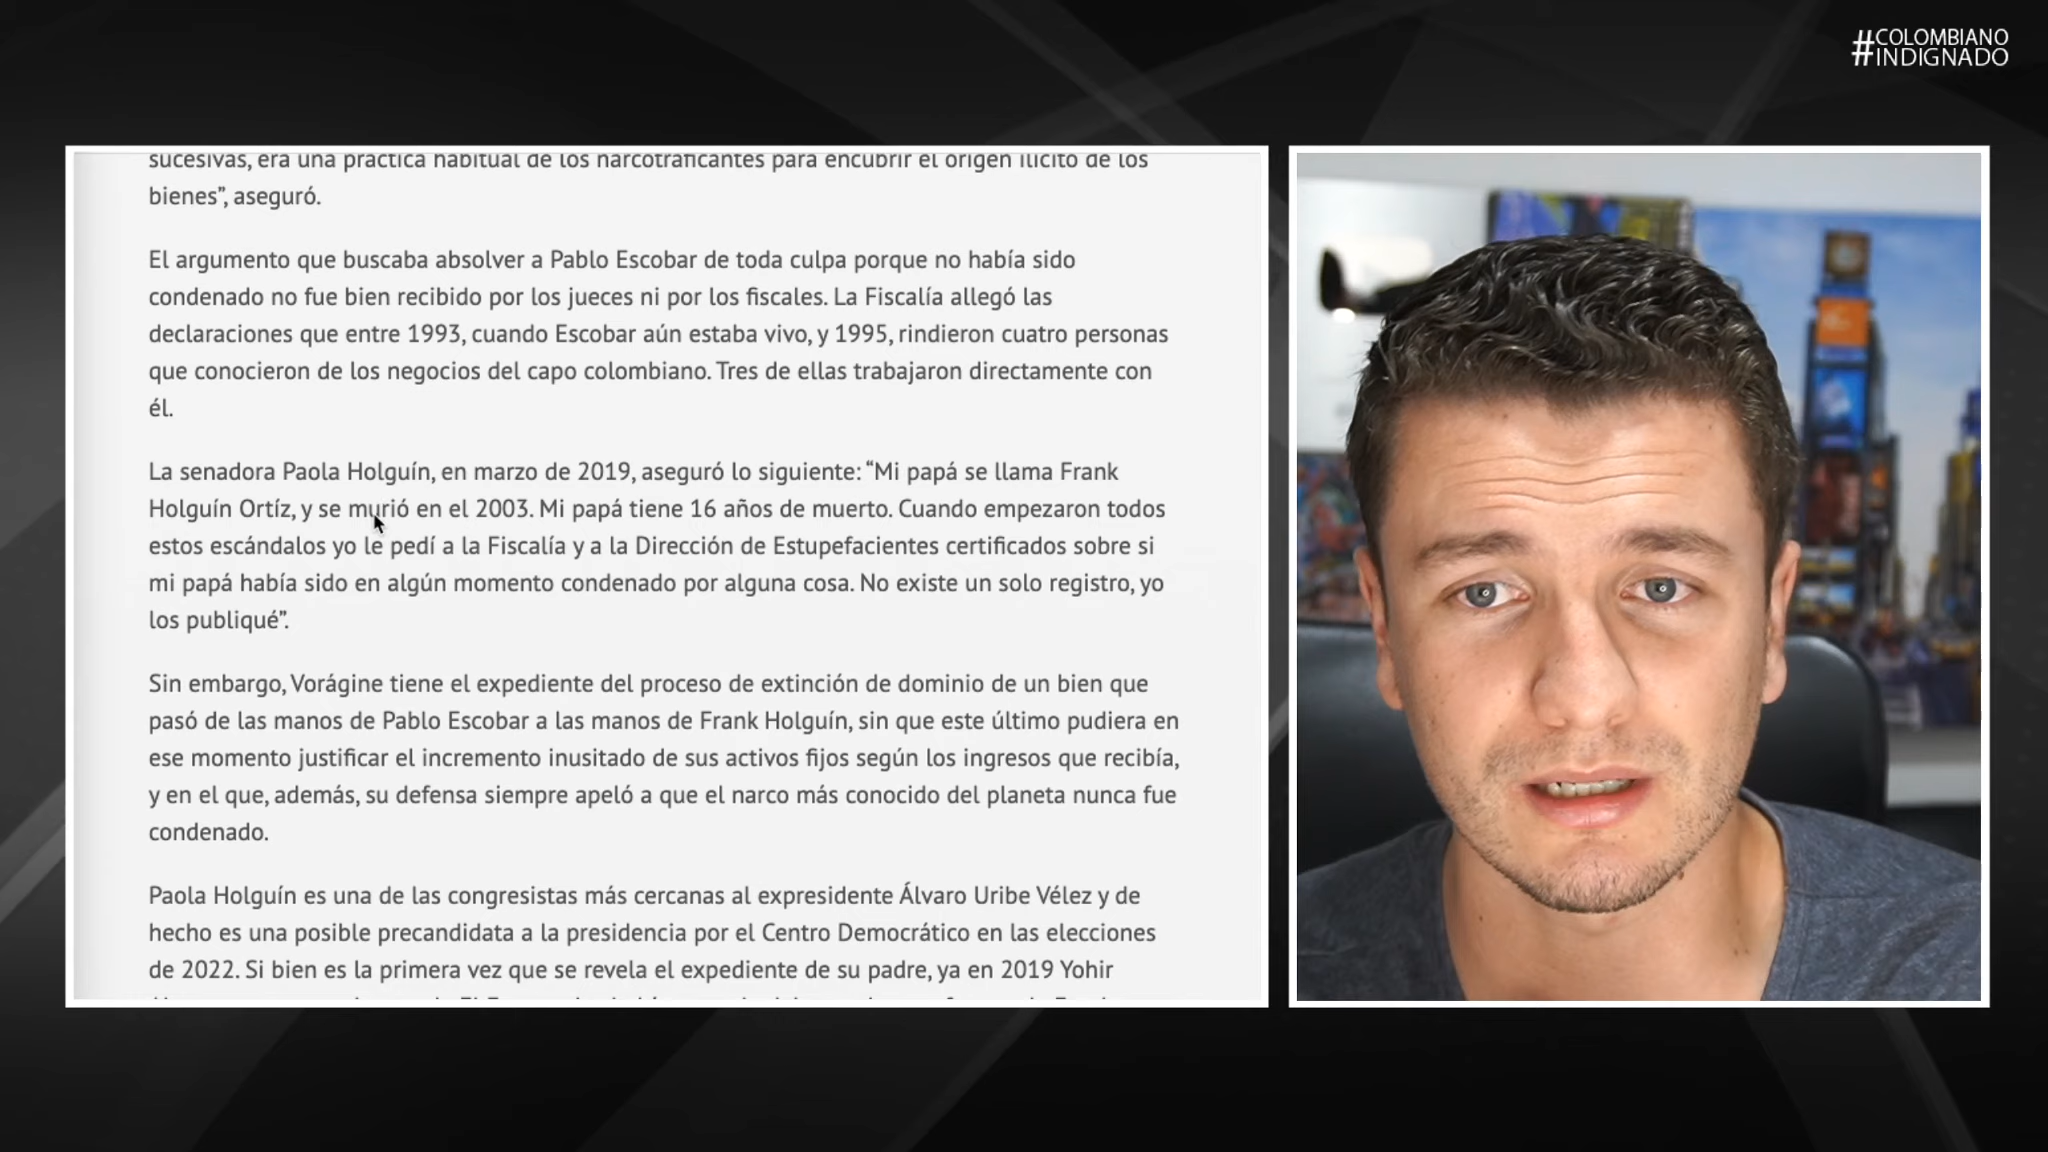 #COLOMBIANO
INDIGNADO
sucesivas, era una práctica habitual de los narcotraficantes para encubrir el origen ilícito de los
bienes”, aseguró.
El argumento que buscaba absolver a Pablo Escobar de toda culpa porque no había sido
condenado no fue bien recibido por los jueces ni por los fiscales. La Fiscalía allegó las
declaraciones que entre 1993, cuando Escobar aún estaba vivo, y 1995, rindieron cuatro personas
que conocieron de los negocios del capo colombiano. Tres de ellas trabajaron directamente con
él.
La senadora Paola Holguín, en marzo de 2019, aseguró lo siguiente: “Mi papá se llama Frank
Holguín Ortíz, y se murió en el 2003. Mi papá tiene 16 años de muerto. Cuando empezaron todos
estos escándalos yo le pedí a la Fiscalía y a la Dirección de Estupefacientes certificados sobre si
mi papá había sido en algún momento condenado por alguna cosa. No existe un solo registro, yo
los publiqué”.
Sin embargo, Vorágine tiene el expediente del proceso de extinción de dominio de un bien que
pasó de las manos de Pablo Escobar a las manos de Frank Holguín, sin que este último pudiera en
ese momento justificar el incremento inusitado de sus activos fijos según los ingresos que recibía,
y en el que, además, su defensa siempre apeló a que el narco más conocido del planeta nunca fue
condenado.
Paola Holguín es una de las congresistas más cercanas al expresidente Álvaro Uribe Vélez y de
hecho es una posible precandidata a la presidencia por el Centro Democrático en las elecciones
de 2022. Si bien es la primera vez que se revela el expediente de su padre, ya en 2019 Yohir